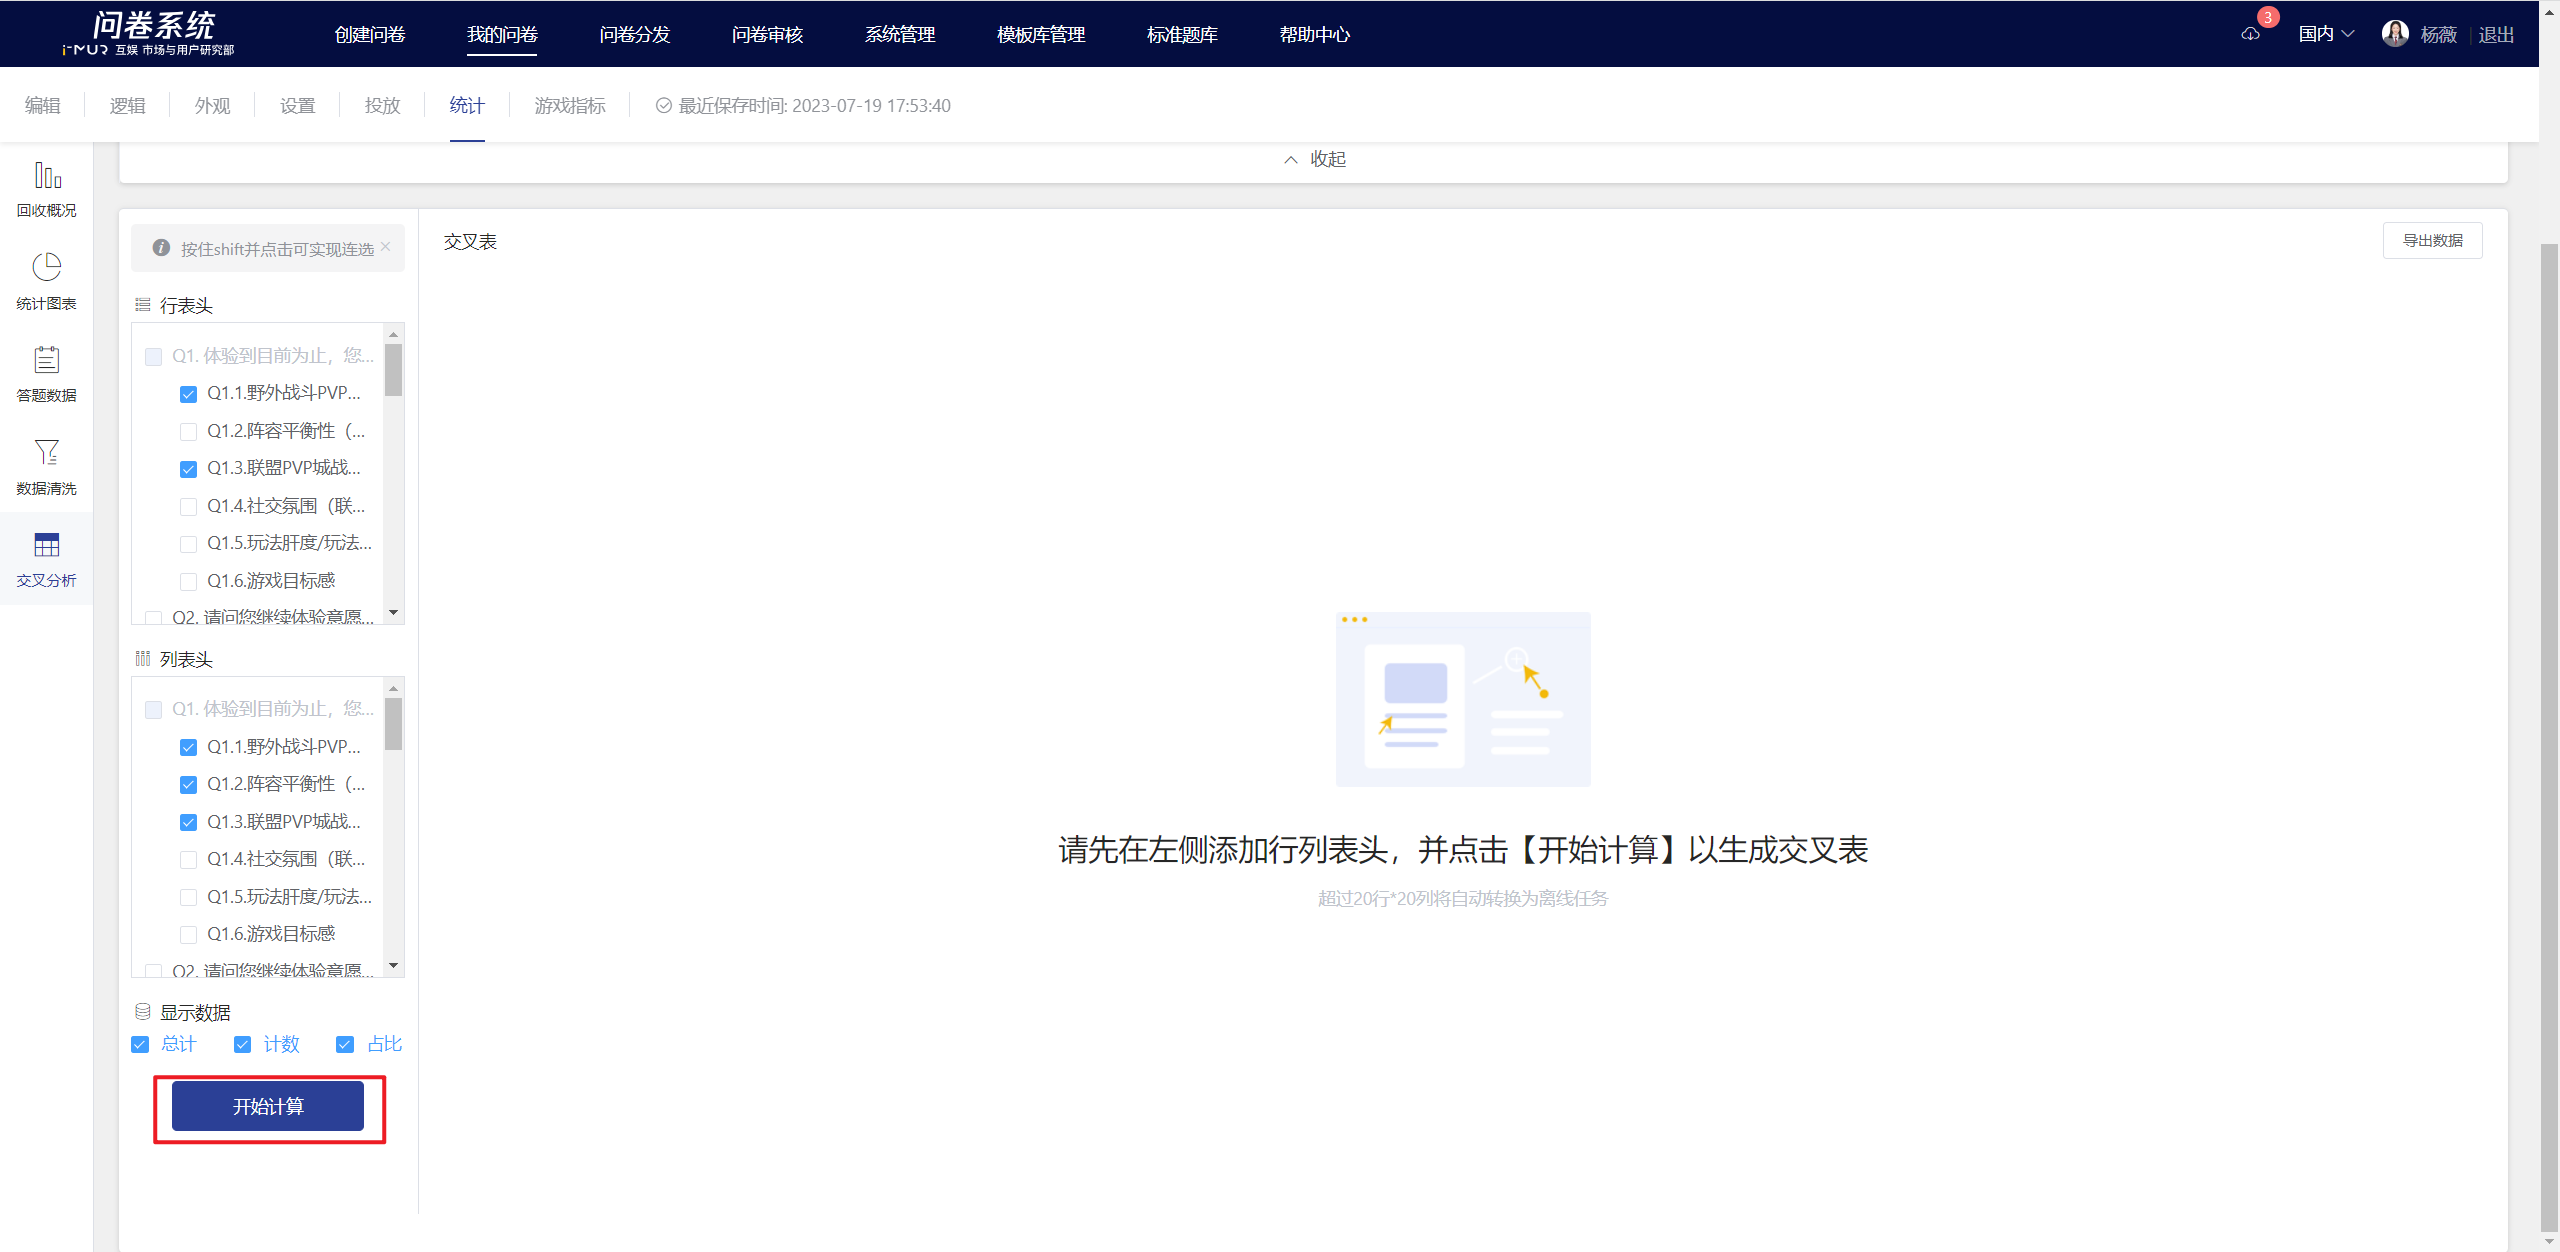 问卷系统
i-MUR 互娱 市场与用户研究部
创建问卷
我的问卷
问卷分发
问卷审核
系统管理
模板库管理
标准题库
帮助中心
3
国内
杨薇
退出
编辑
逻辑
外观
设置
投放
统计
游戏指标
最近保存时间: 2023-07-19 17:53:40
收起
回收概况
统计图表
答题数据
数据清洗
交叉分析
按住shift并点击可实现连选
行表头
Q1. 体验到目前为止，您...
Q1.1.野外战斗PVP...
Q1.2.阵容平衡性（...
Q1.3.联盟PVP城战...
Q1.4.社交氛围（联...
Q1.5.玩法肝度/玩法...
Q1.6.游戏目标感
Q2. 请问您继续体验意愿...
列表头
Q1. 体验到目前为止，您...
Q1.1.野外战斗PVP...
Q1.2.阵容平衡性（...
Q1.3.联盟PVP城战...
Q1.4.社交氛围（联...
Q1.5.玩法肝度/玩法...
Q1.6.游戏目标感
Q2. 请问您继续体验意愿...
显示数据
总计
计数
占比
开始计算
交叉表
导出数据
请先在左侧添加行列表头，并点击【开始计算】以生成交叉表
超过20行*20列将自动转换为离线任务